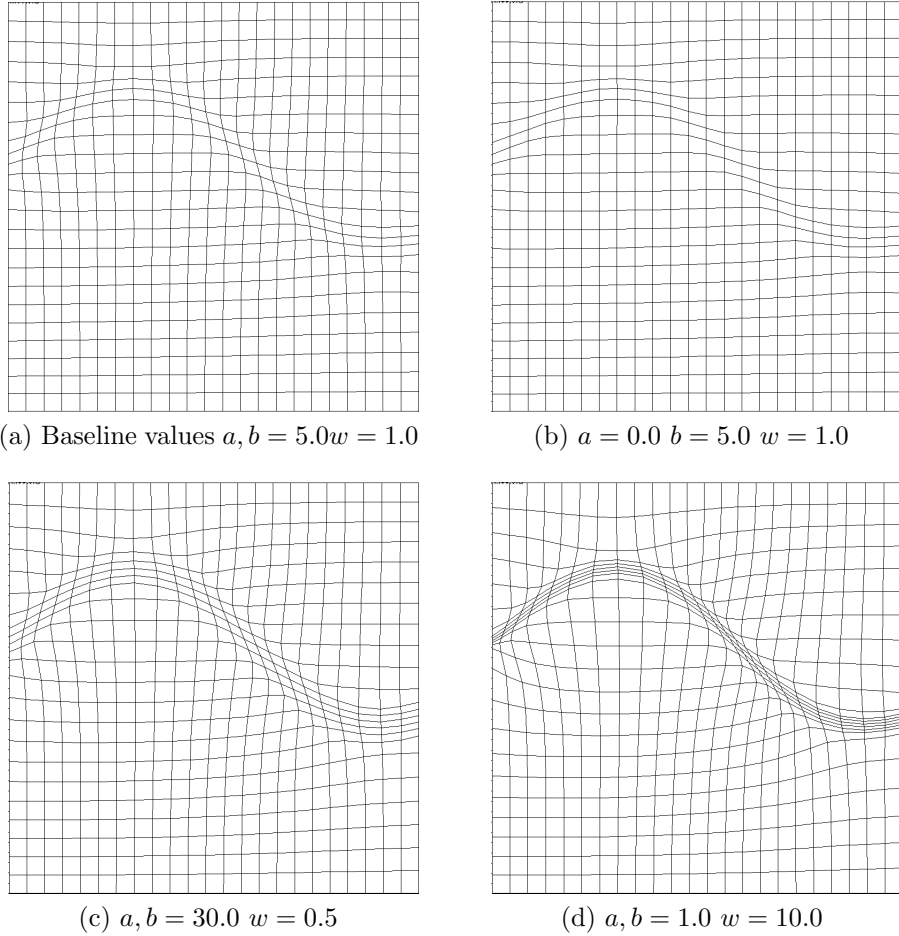 (a) Baseline values a, b = 5.0w = 1.0
(b) a = 0.0 b = 5.0 w = 1.0
(c) a, b = 30.0 w = 0.5
(d) a, b = 1.0 w = 10.0